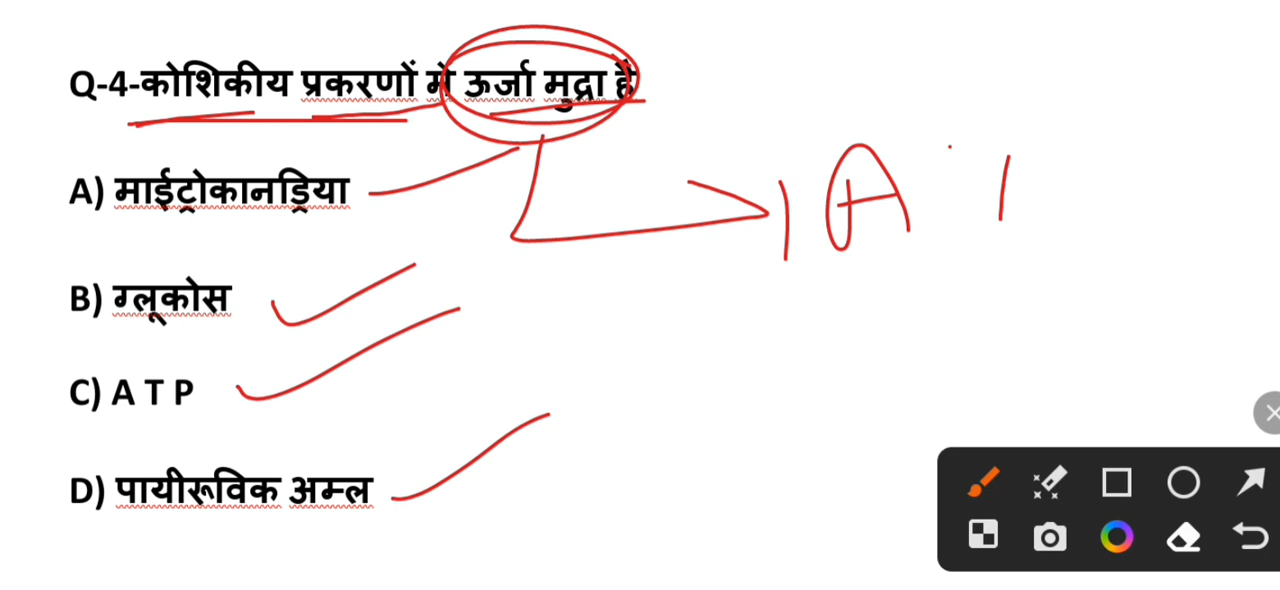 Q-4-कोशिकीय प्रकरणों मे ऊर्जा मुद्रा है
A) माईट्रोकानड्रिया
B) ग्लूकोस
C) A T P
D) पायीरूविक अम्ल
A